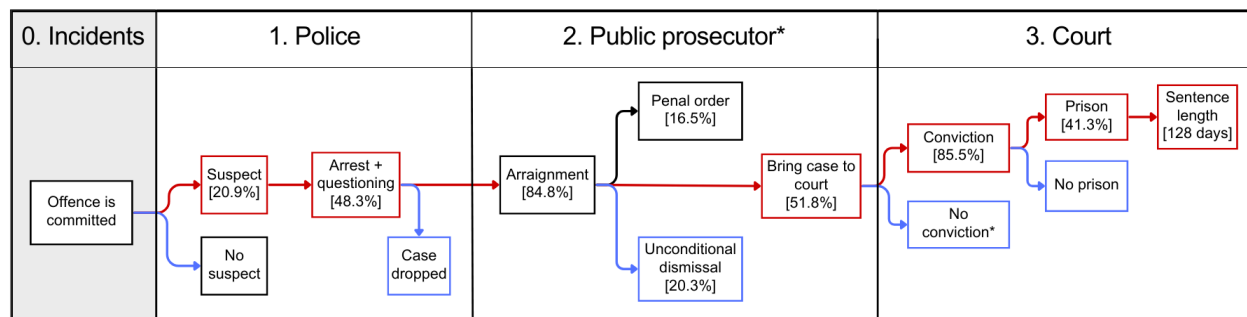 0. Incidents
1. Police
2. Public prosecutor*
3. Court
Offence is
committed
Suspect
[20.9%]
No
suspect
Arrest +
questioning
[48.3%]
Case
dropped
Arraignment
[84.8%]
Penal order
[16.5%]
Unconditional
dismissal
[20.3%]
Bring case to
court
[51.8%]
Conviction
[85.5%]
No
conviction*
Prison
[41.3%]
No prison
Sentence
length
[128 days]